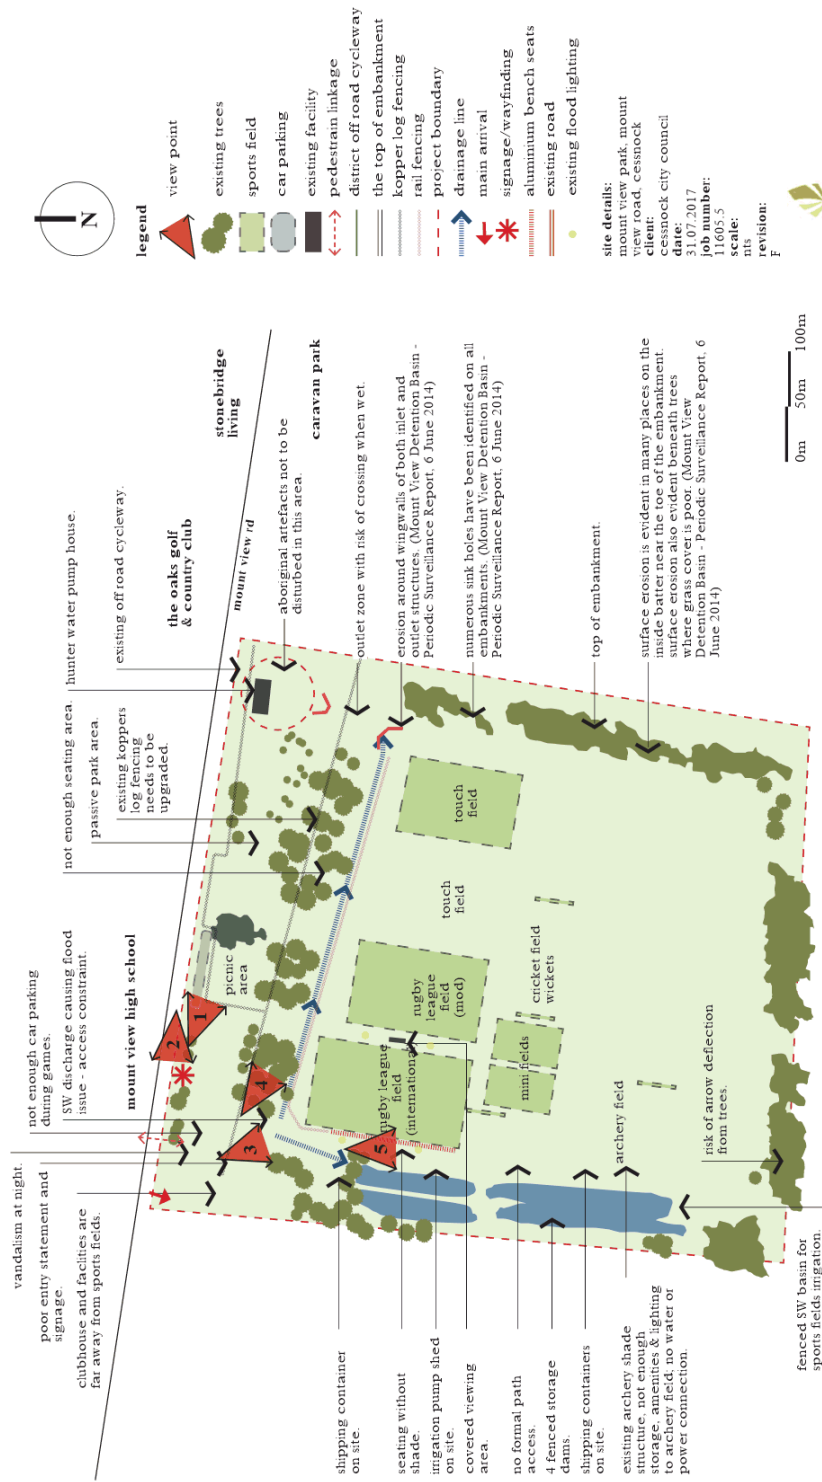 vandalism at night.
poor entry statement and
signage.
clubhouse and faclities are
far away from sports fields.
not enough car parking
during games.
SW discharge causing flood
issue - access constraint.
mount view high school
not enough seating area.
passive park area.
existing koppers
log fencing
needs to be
upgraded.
hunter water pump house.
existing off road cycleway.
the oaks golf
& country club
mount view rd
stonebridge
living
caravan park
aboriginal artefacts not to be
disturbed in this area.
outlet zone with risk of crossing when wet.
erosion around wingwalls of both inlet and
outlet structures. (Mount View Detention Basin -
Periodic Surveillance Report, 6 June 2014)
numerous sink holes have been identified on all
embankments. (Mount View Detention Basin -
Periodic Surveillance Report, 6 June 2014)
top of embankment.
surface erosion is evident in many places on the
inside batter near the toe of the embankment.
surface erosion also evident beneath trees
where grass cover is poor. (Mount View
Detention Basin - Periodic Surveillance Report, 6
June 2014)
picnic
area
1
2
3
4
5
rugby league
field
(international)
rugby
league
field
(mod)
touch
field
touch
field
mini fields
cricket field
wickets
archery field
risk of arrow deflection
from trees.
shipping container
on site.
seating without
shade.
irrigation pump shed
on site.
covered viewing
area.
no formal path
access.
4 fenced storage
dams.
shipping containers
on site.
existing archery shade
structure, not enough
storage, amenities & lighting
to archery field; no water or
power connection.
fenced SW basin for
sports fields irrigation.
N
legend
view point
existing trees
sports field
car parking
existing facility
pedestrain linkage
district off road cycleway
the top of embankment
kopper log fencing
rail fencing
project boundary
drainage line
main arrival
signage/wayfinding
aluminium bench seats
existing road
existing flood lighting
site details:
mount view park, mount
view road, cessnock
client:
cessnock city council
date:
31.07.2017
job number:
11605.5
scale:
nts
revision:
F
0m 50m 100m